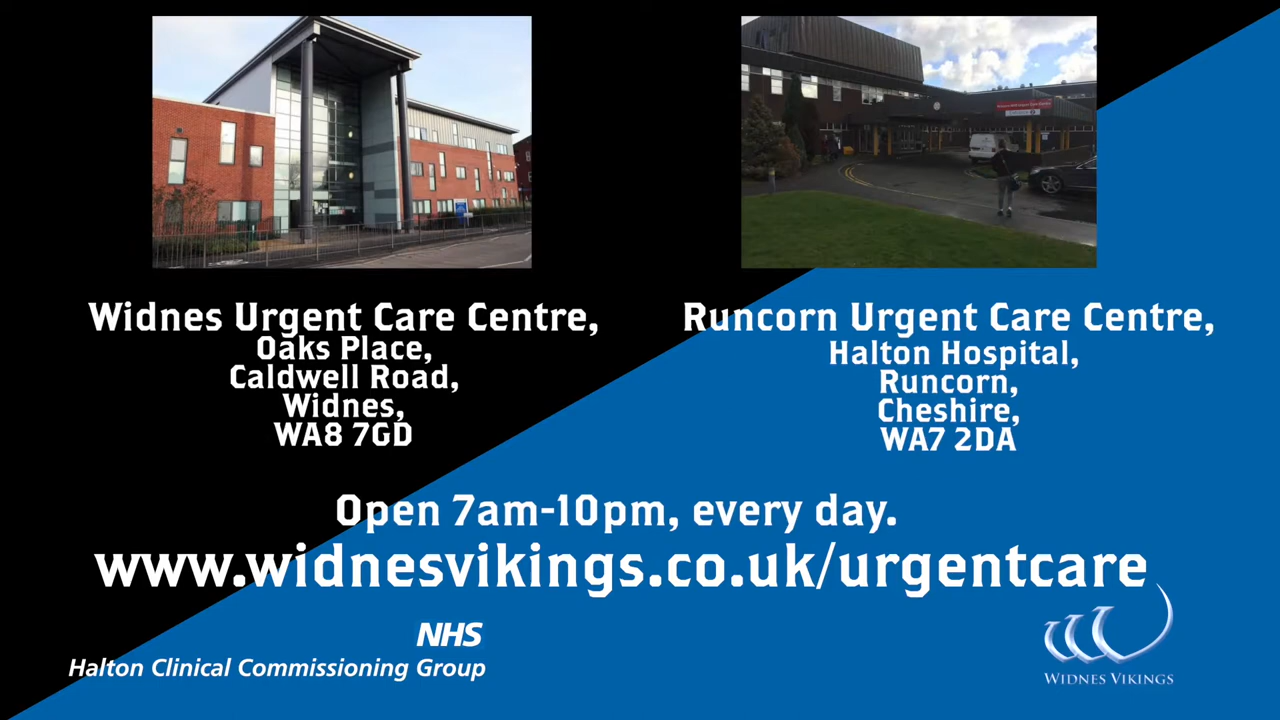 Widnes Urgent Care Centre,
Oaks Place,
Caldwell Road,
Widnes,
WA8 7GD
Runcorn Urgent Care Centre,
Halton Hospital,
Runcorn,
Cheshire,
WA7 2DA
Open 7am-10pm, every day.
www.widnesvikings.co.uk/urgentcare
NHS
Halton Clinical Commissioning Group
WIDNES VIKINGS